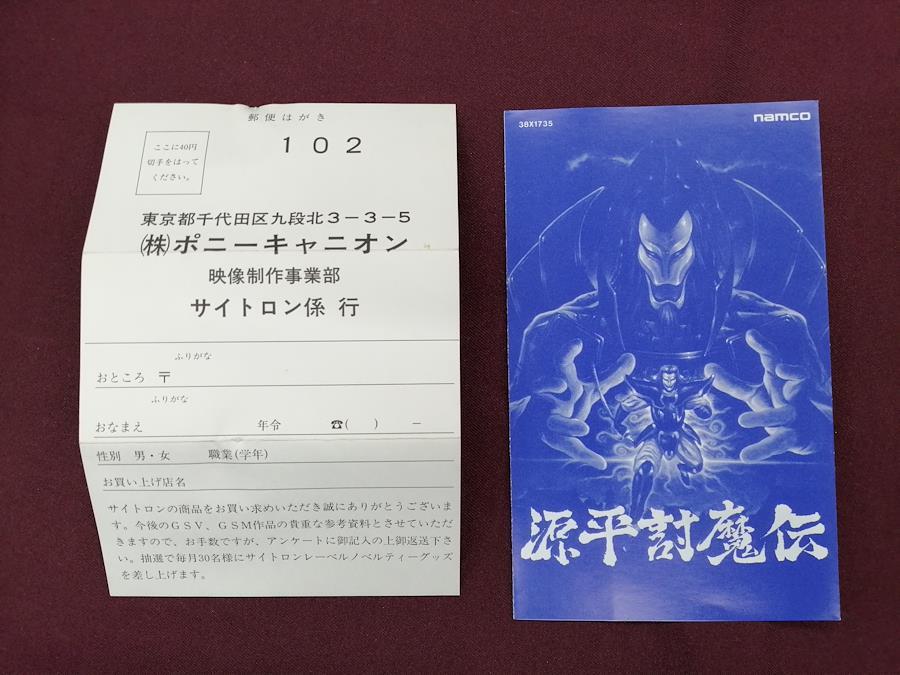 郵便はがき
ここに40円
切手をはって
ください。
102
東京都千代田区九段北3-3-5
㈱ポニーキャニオン
映像制作事業部
サイトロン係 行
ふりがな
おところ 〒
ふりがな
おなまえ 年令 ☎( ) −
性別 男・女 職業(学年)
お買い上げ店名
サイトロンの商品をお買い求めいただき誠にありがとうございま
す。今後のGSV、GSM作品の貴重な参考資料とさせていただ
きますので、お手数ですが、アンケートに御記入の上御返送下さ
い。抽選で毎月30名様にサイトロンレーベルノベルティーグッズ
を差し上げます。
38X1735
namco
源平討魔伝